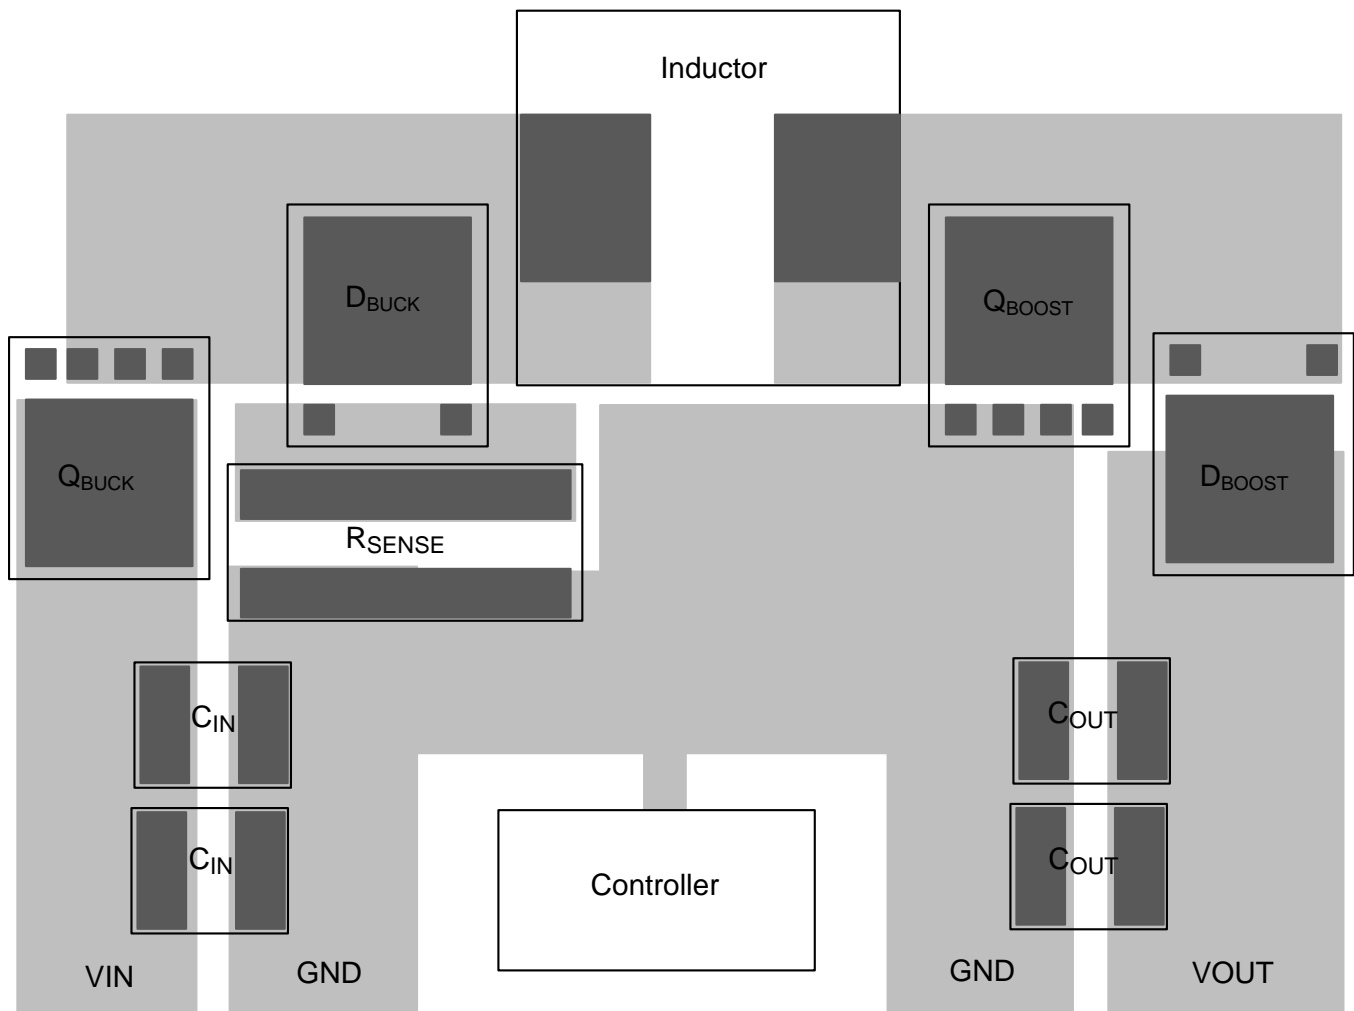 Inductor
DBUCK
QBOOST
QBUCK
DBOOST
RSENSE
CIN
COUT
CIN
COUT
Controller
VIN
GND
GND
VOUT